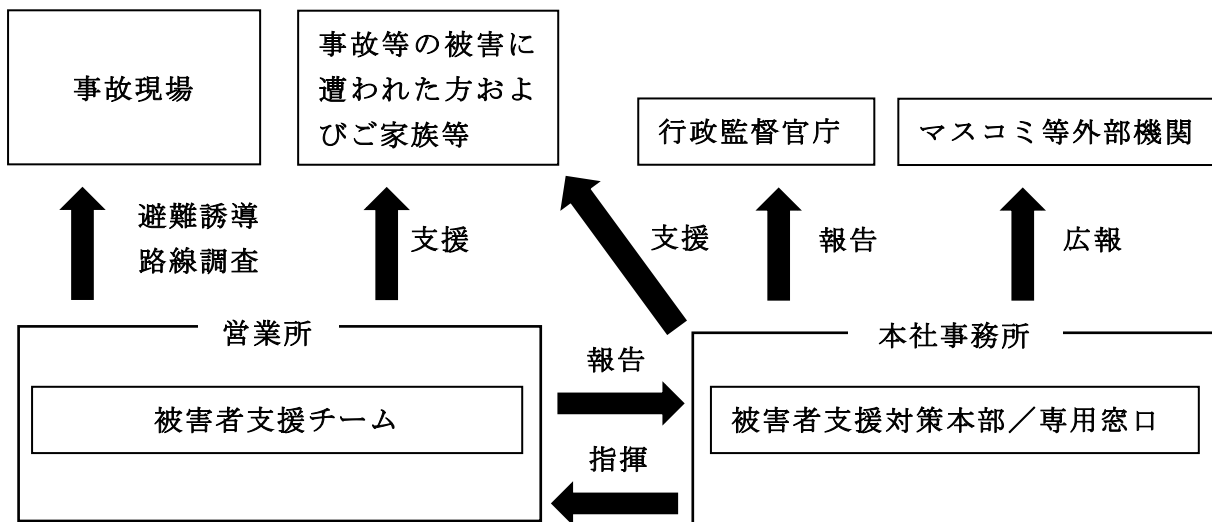 事故現場
事故等の被害に
遭われた方およ
びご家族等
行政監督官庁
マスコミ等外部機関
避難誘導
路線調査
支援
支援
報告
広報
営業所
本社事務所
報告
被害者支援チーム
被害者支援対策本部／専用窓口
指揮